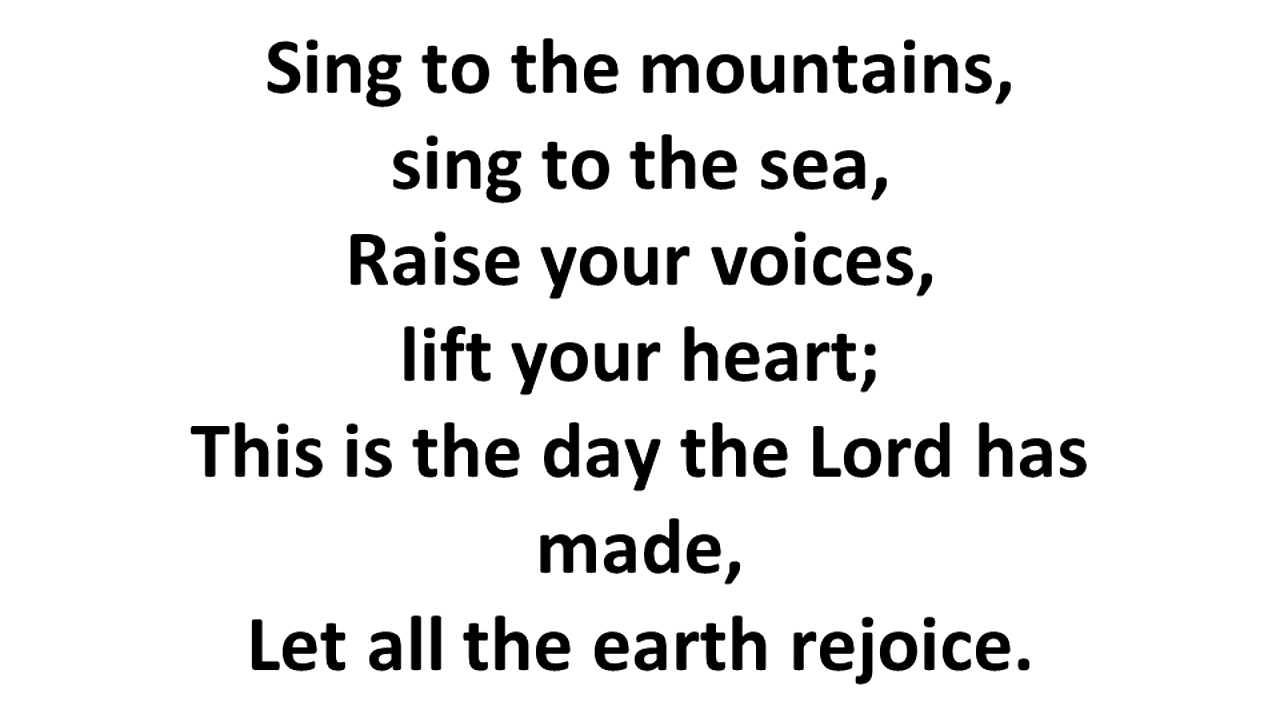 Sing to the mountains,
sing to the sea,
Raise your voices,
lift your heart;
This is the day the Lord has
made,
Let all the earth rejoice.